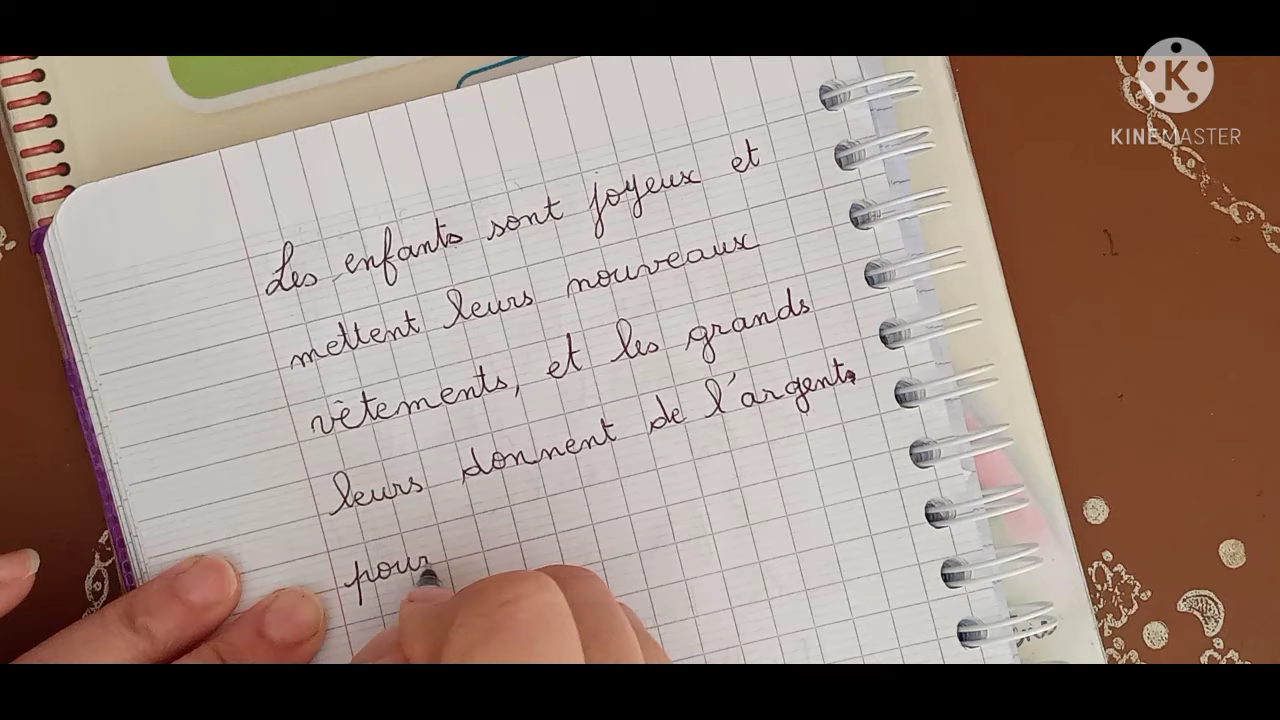 Les enfants sont joyeux et
mettent leurs nouveaux
vêtements, et les grands
leurs donnent de l'argent
pour
K
KINEMASTER